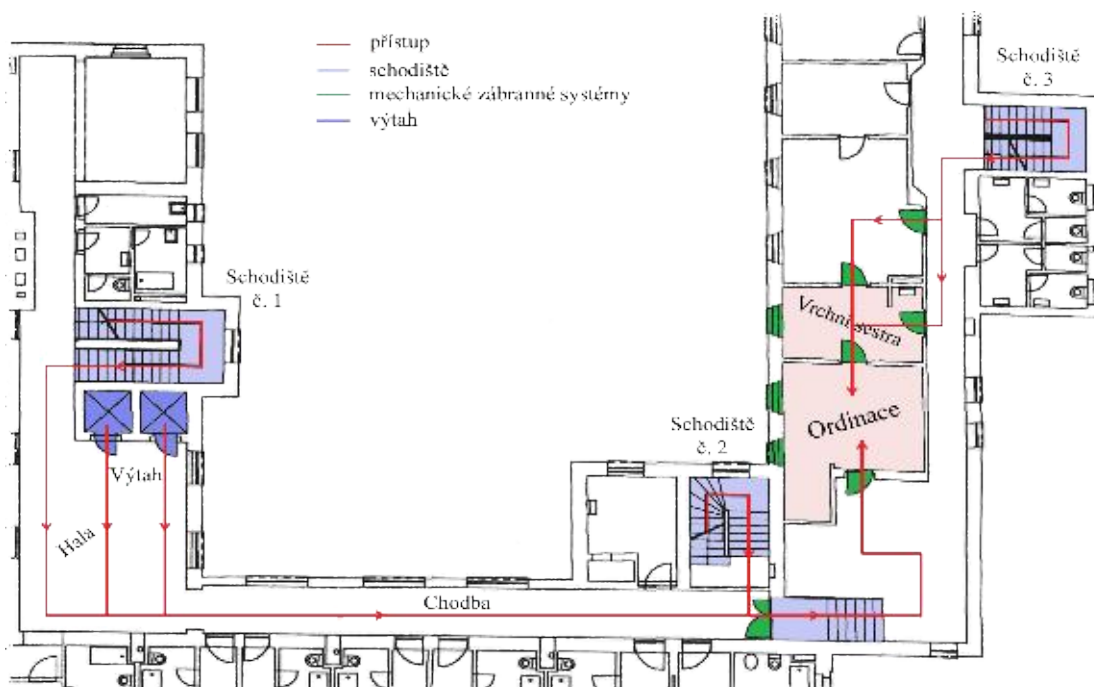 přístup
schodiště
mechanické zábranné systémy
výtah
Schodiště
č. 3
Schodiště
č. 1
Vrchní sestra
Ordinace
Schodiště
č. 2
Výtah
Hala
Chodba